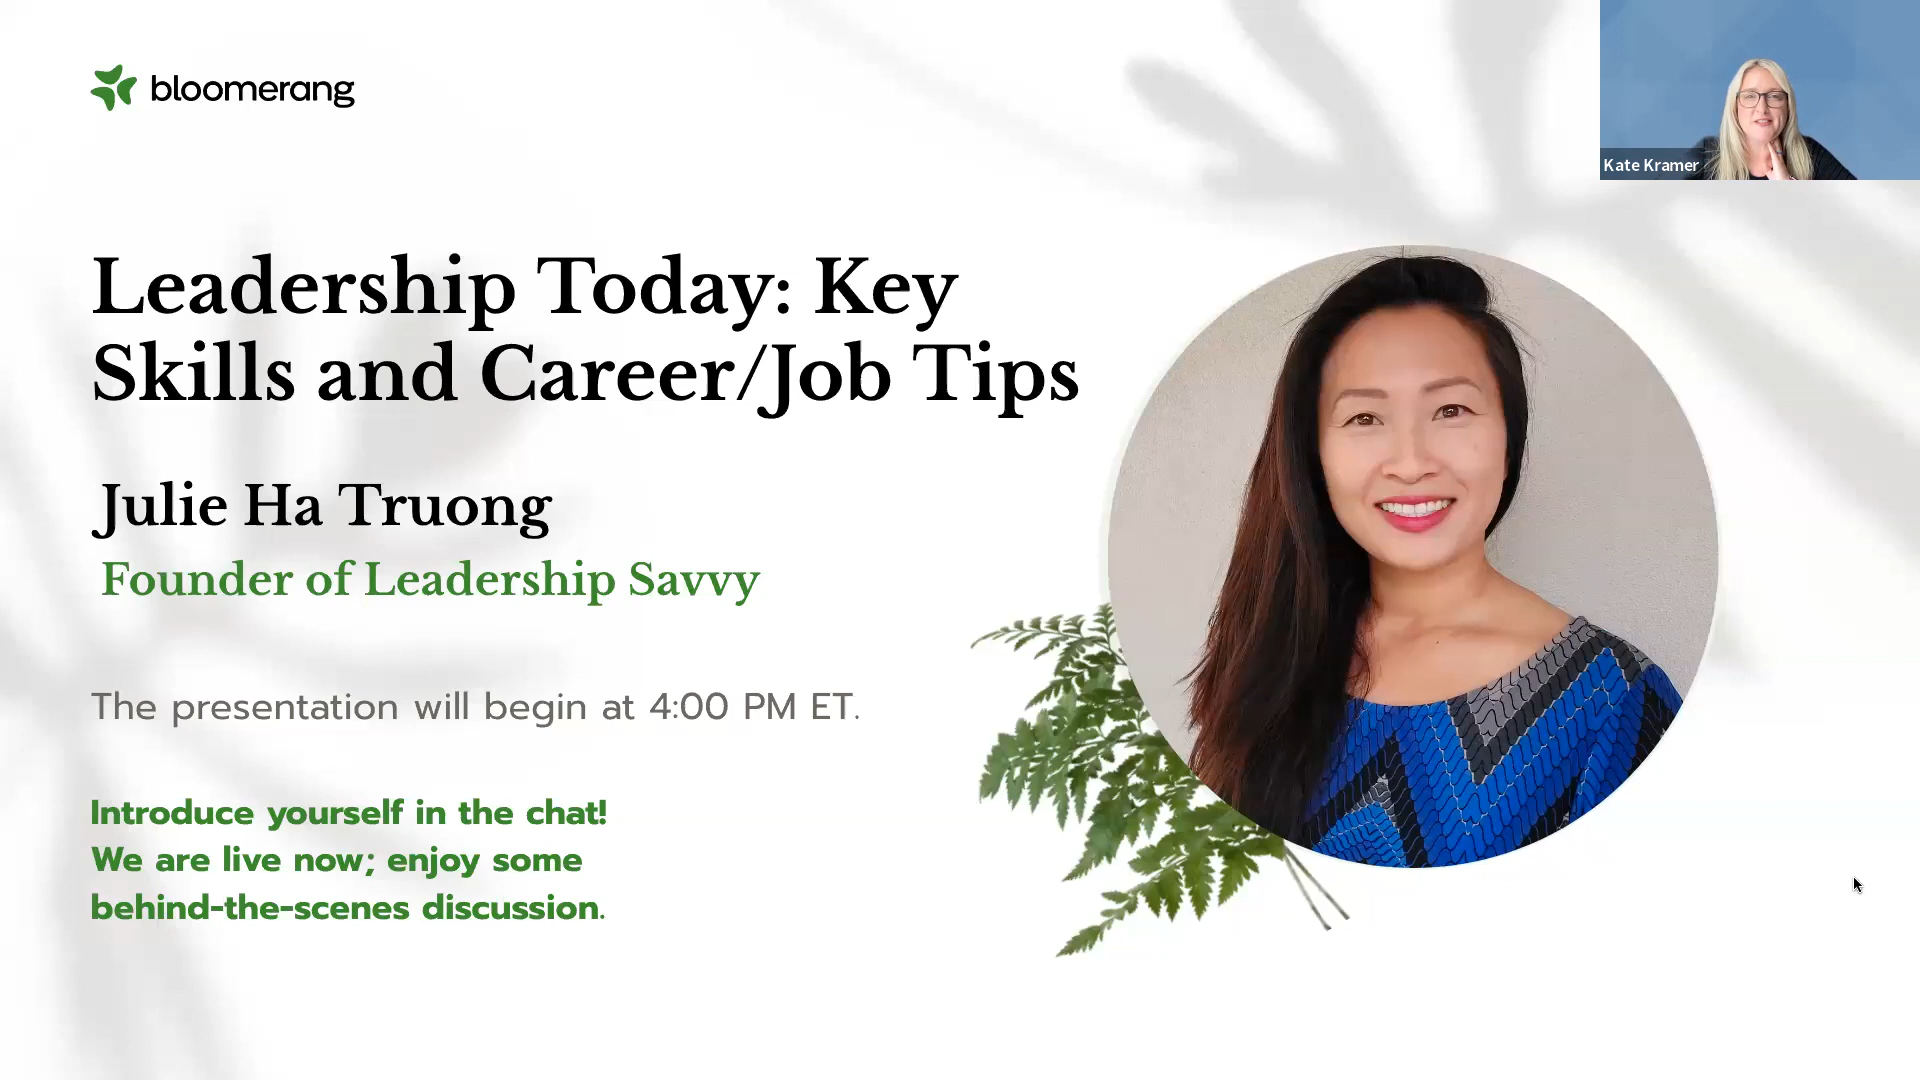 bloomerang
Kate Kramer
Leadership Today: Key
Skills and Career/Job Tips
Julie Ha Truong
Founder of Leadership Savvy
The presentation will begin at 4:00 PM ET.
Introduce yourself in the chat!
We are live now; enjoy some
behind-the-scenes discussion.